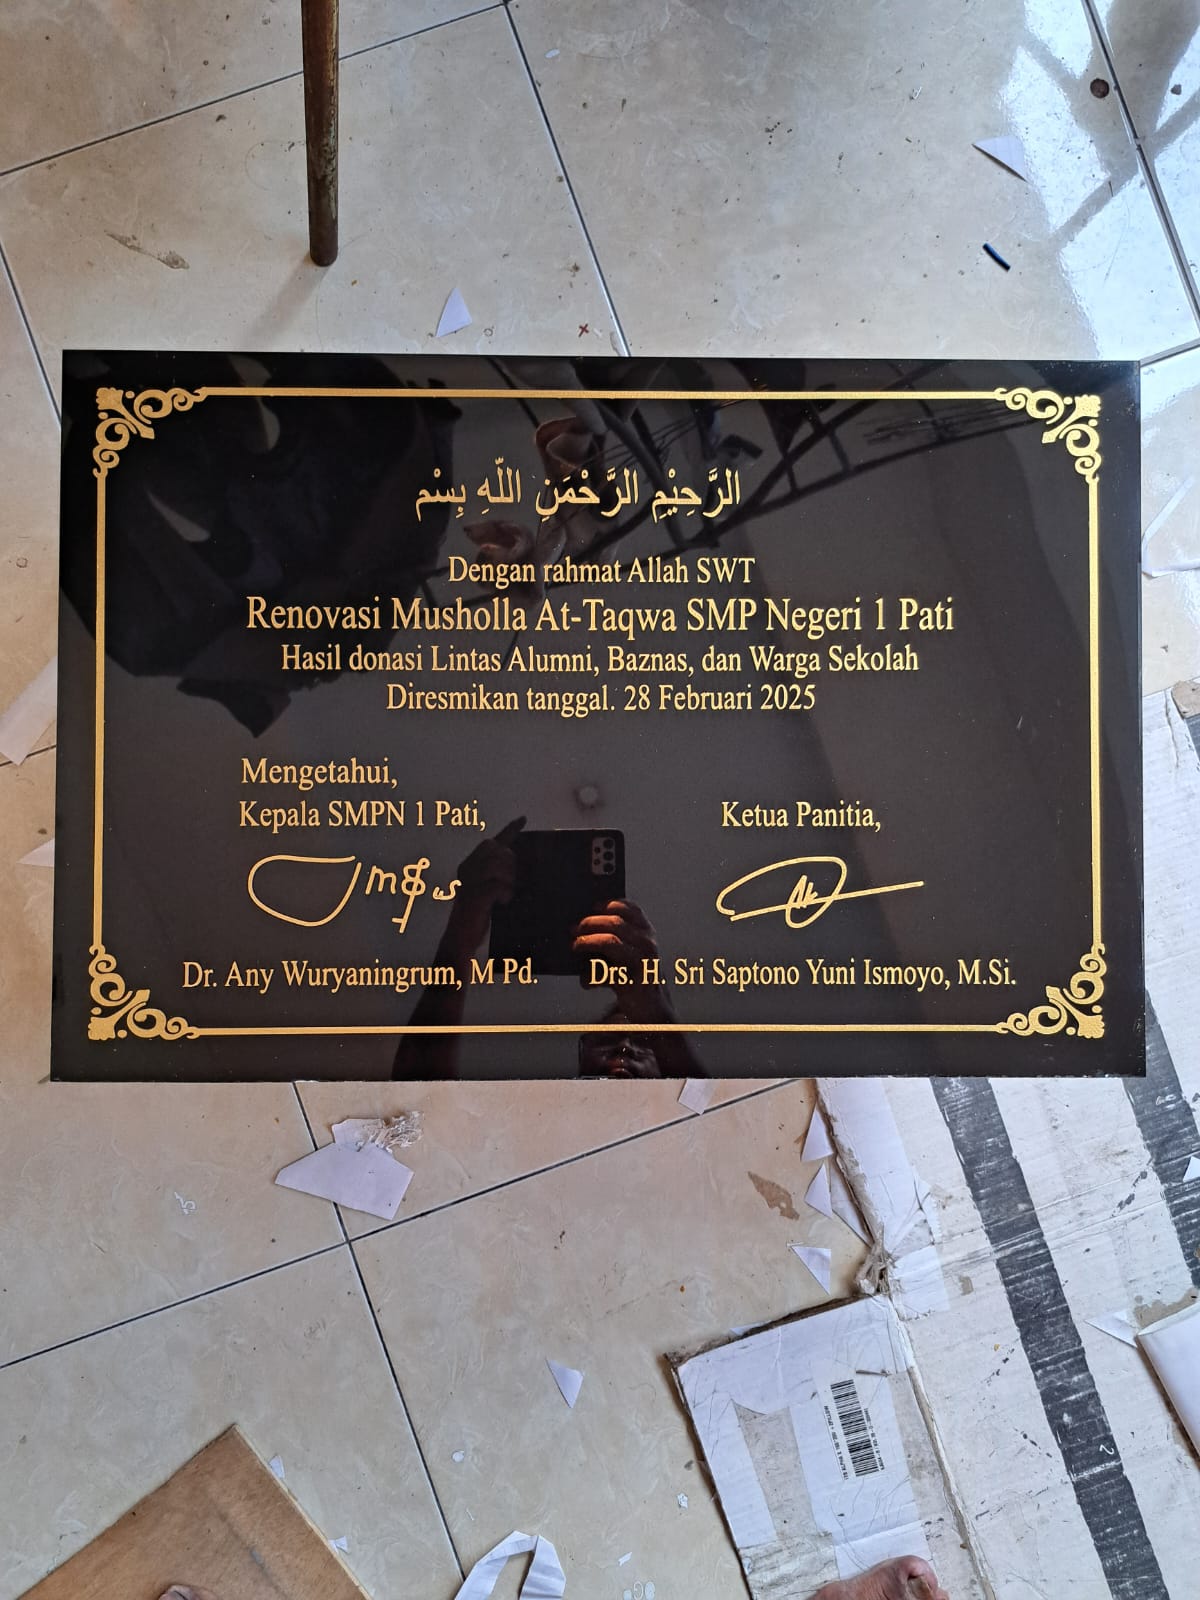 الرَّحِيْمِ الرَّحْمَنِ اللّهِ بِسْم
Dengan rahmat Allah SWT
Renovasi Musholla At-Taqwa SMP Negeri 1 Pati
Hasil donasi Lintas Alumni, Baznas, dan Warga Sekolah
Diresmikan tanggal. 28 Februari 2025
Mengetahui,
Kepala SMPN 1 Pati,
Ketua Panitia,
Dr. Any Wuryaningrum, M Pd.
Drs. H. Sri Saptono Yuni Ismoyo, M.Si.